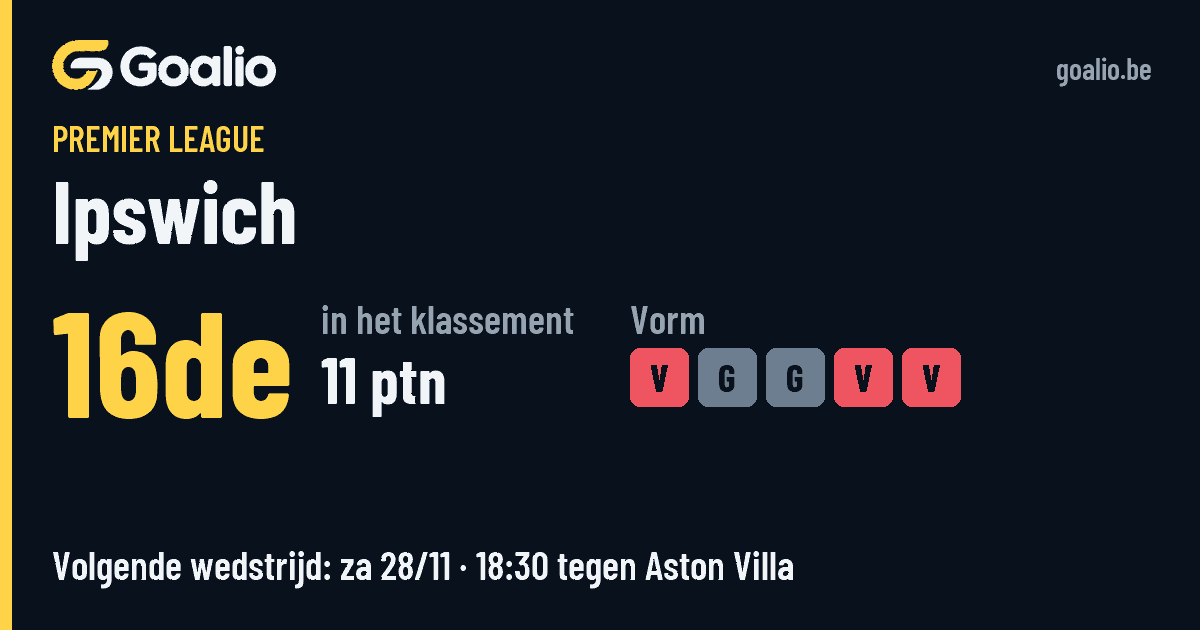 Goalio
goalio.be
PREMIER LEAGUE
Ipswich
16de
in het klassement
11 ptn
Vorm
V G G V V
Volgende wedstrijd: za 28/11 · 18:30 tegen Aston Villa